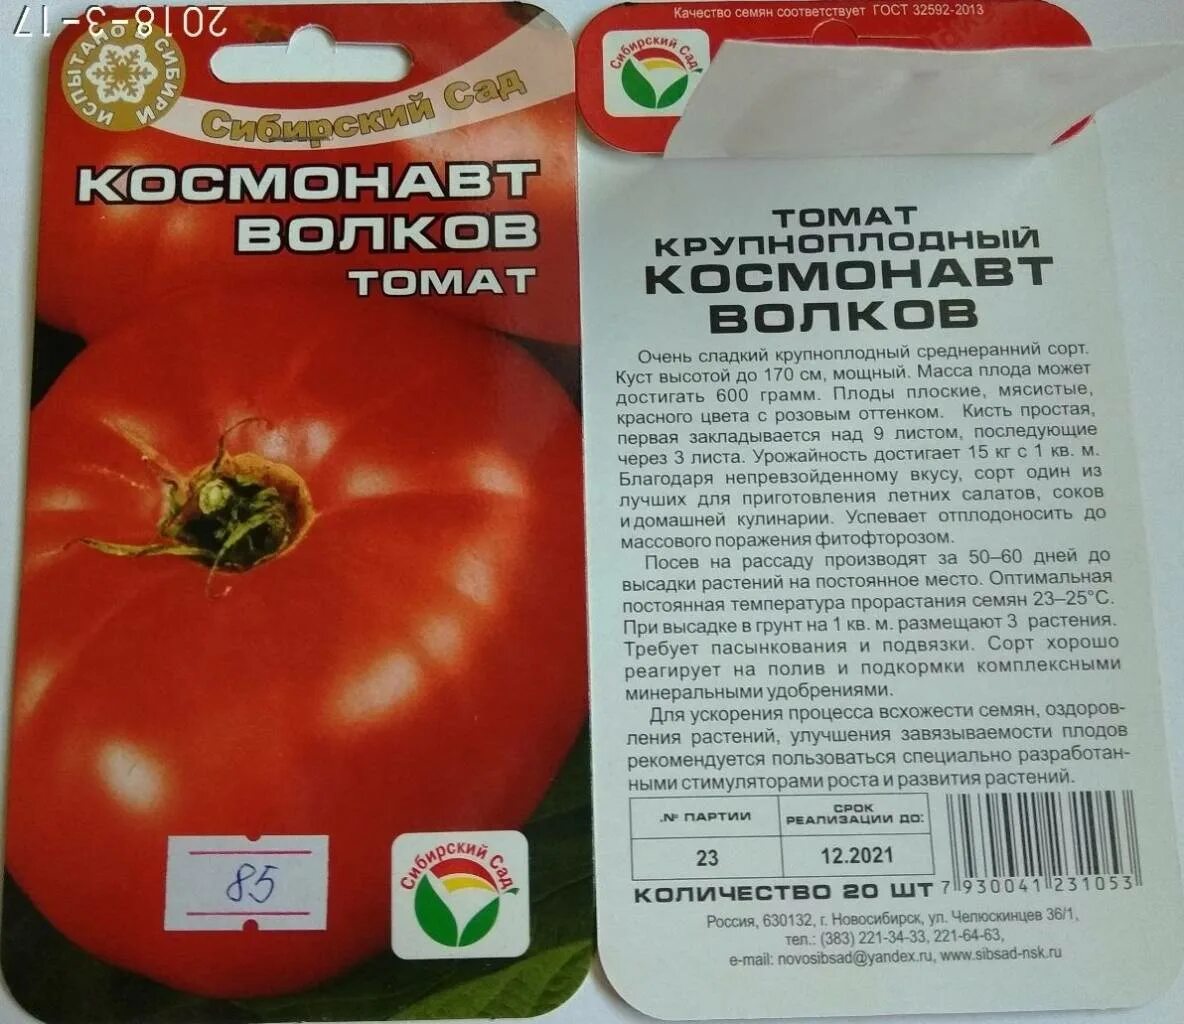 2018-3-17
ИСПЫТАНО В СИБИРИ
Сибирский Сад
КОСМОНАВТ
ВОЛКОВ
ТОМАТ
85
Сибирский Сад
Качество семян соответствует ГОСТ 32592-2013
Сибирский Сад
ТОМАТ
КРУПНОПЛОДНЫЙ
КОСМОНАВТ
ВОЛКОВ
Очень сладкий крупноплодный среднеранний сорт.
Куст высотой до 170 см, мощный. Масса плода может
достигать 600 грамм. Плоды плоские, мясистые,
красного цвета с розовым оттенком. Кисть простая,
первая закладывается над 9 листом, последующие
через 3 листа. Урожайность достигает 15 кг с 1 кв. м.
Благодаря непревзойденному вкусу, сорт один из
лучших для приготовления летних салатов, соков
и домашней кулинарии. Успевает отплодоносить до
массового поражения фитофторозом.
Посев на рассаду производят за 50–60 дней до
высадки растений на постоянное место. Оптимальная
постоянная температура прорастания семян 23–25°С.
При высадке в грунт на 1 кв. м. размещают 3 растения.
Требует пасынкования и подвязки. Сорт хорошо
реагирует на полив и подкормки комплексными
минеральными удобрениями.
Для ускорения процесса всхожести семян, оздоров-
ления растений, улучшения завязываемости плодов
рекомендуется пользоваться специально разработан-
ными стимуляторами роста и развития растений.
.№ ПАРТИИ
СРОК
РЕАЛИЗАЦИИ ДО:
23
12.2021
КОЛИЧЕСТВО 20 ШТ
7 930041 231053
Россия, 630132, г. Новосибирск, ул. Челюскинцев 36/1,
тел.: (383) 221-34-33, 221-64-63,
e-mail: novosibsad@yandex.ru, www.sibsad-nsk.ru